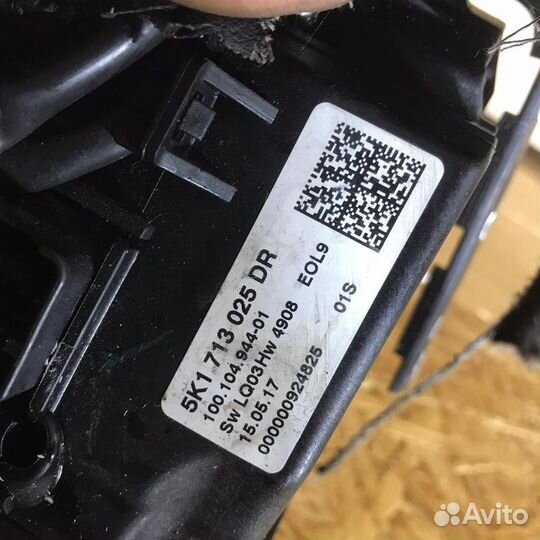 5K1 713 025 DR
100.104.944-01
Sw LQ03Hw 4908 EOL9
15.05.17 01S
000000924825
Avito